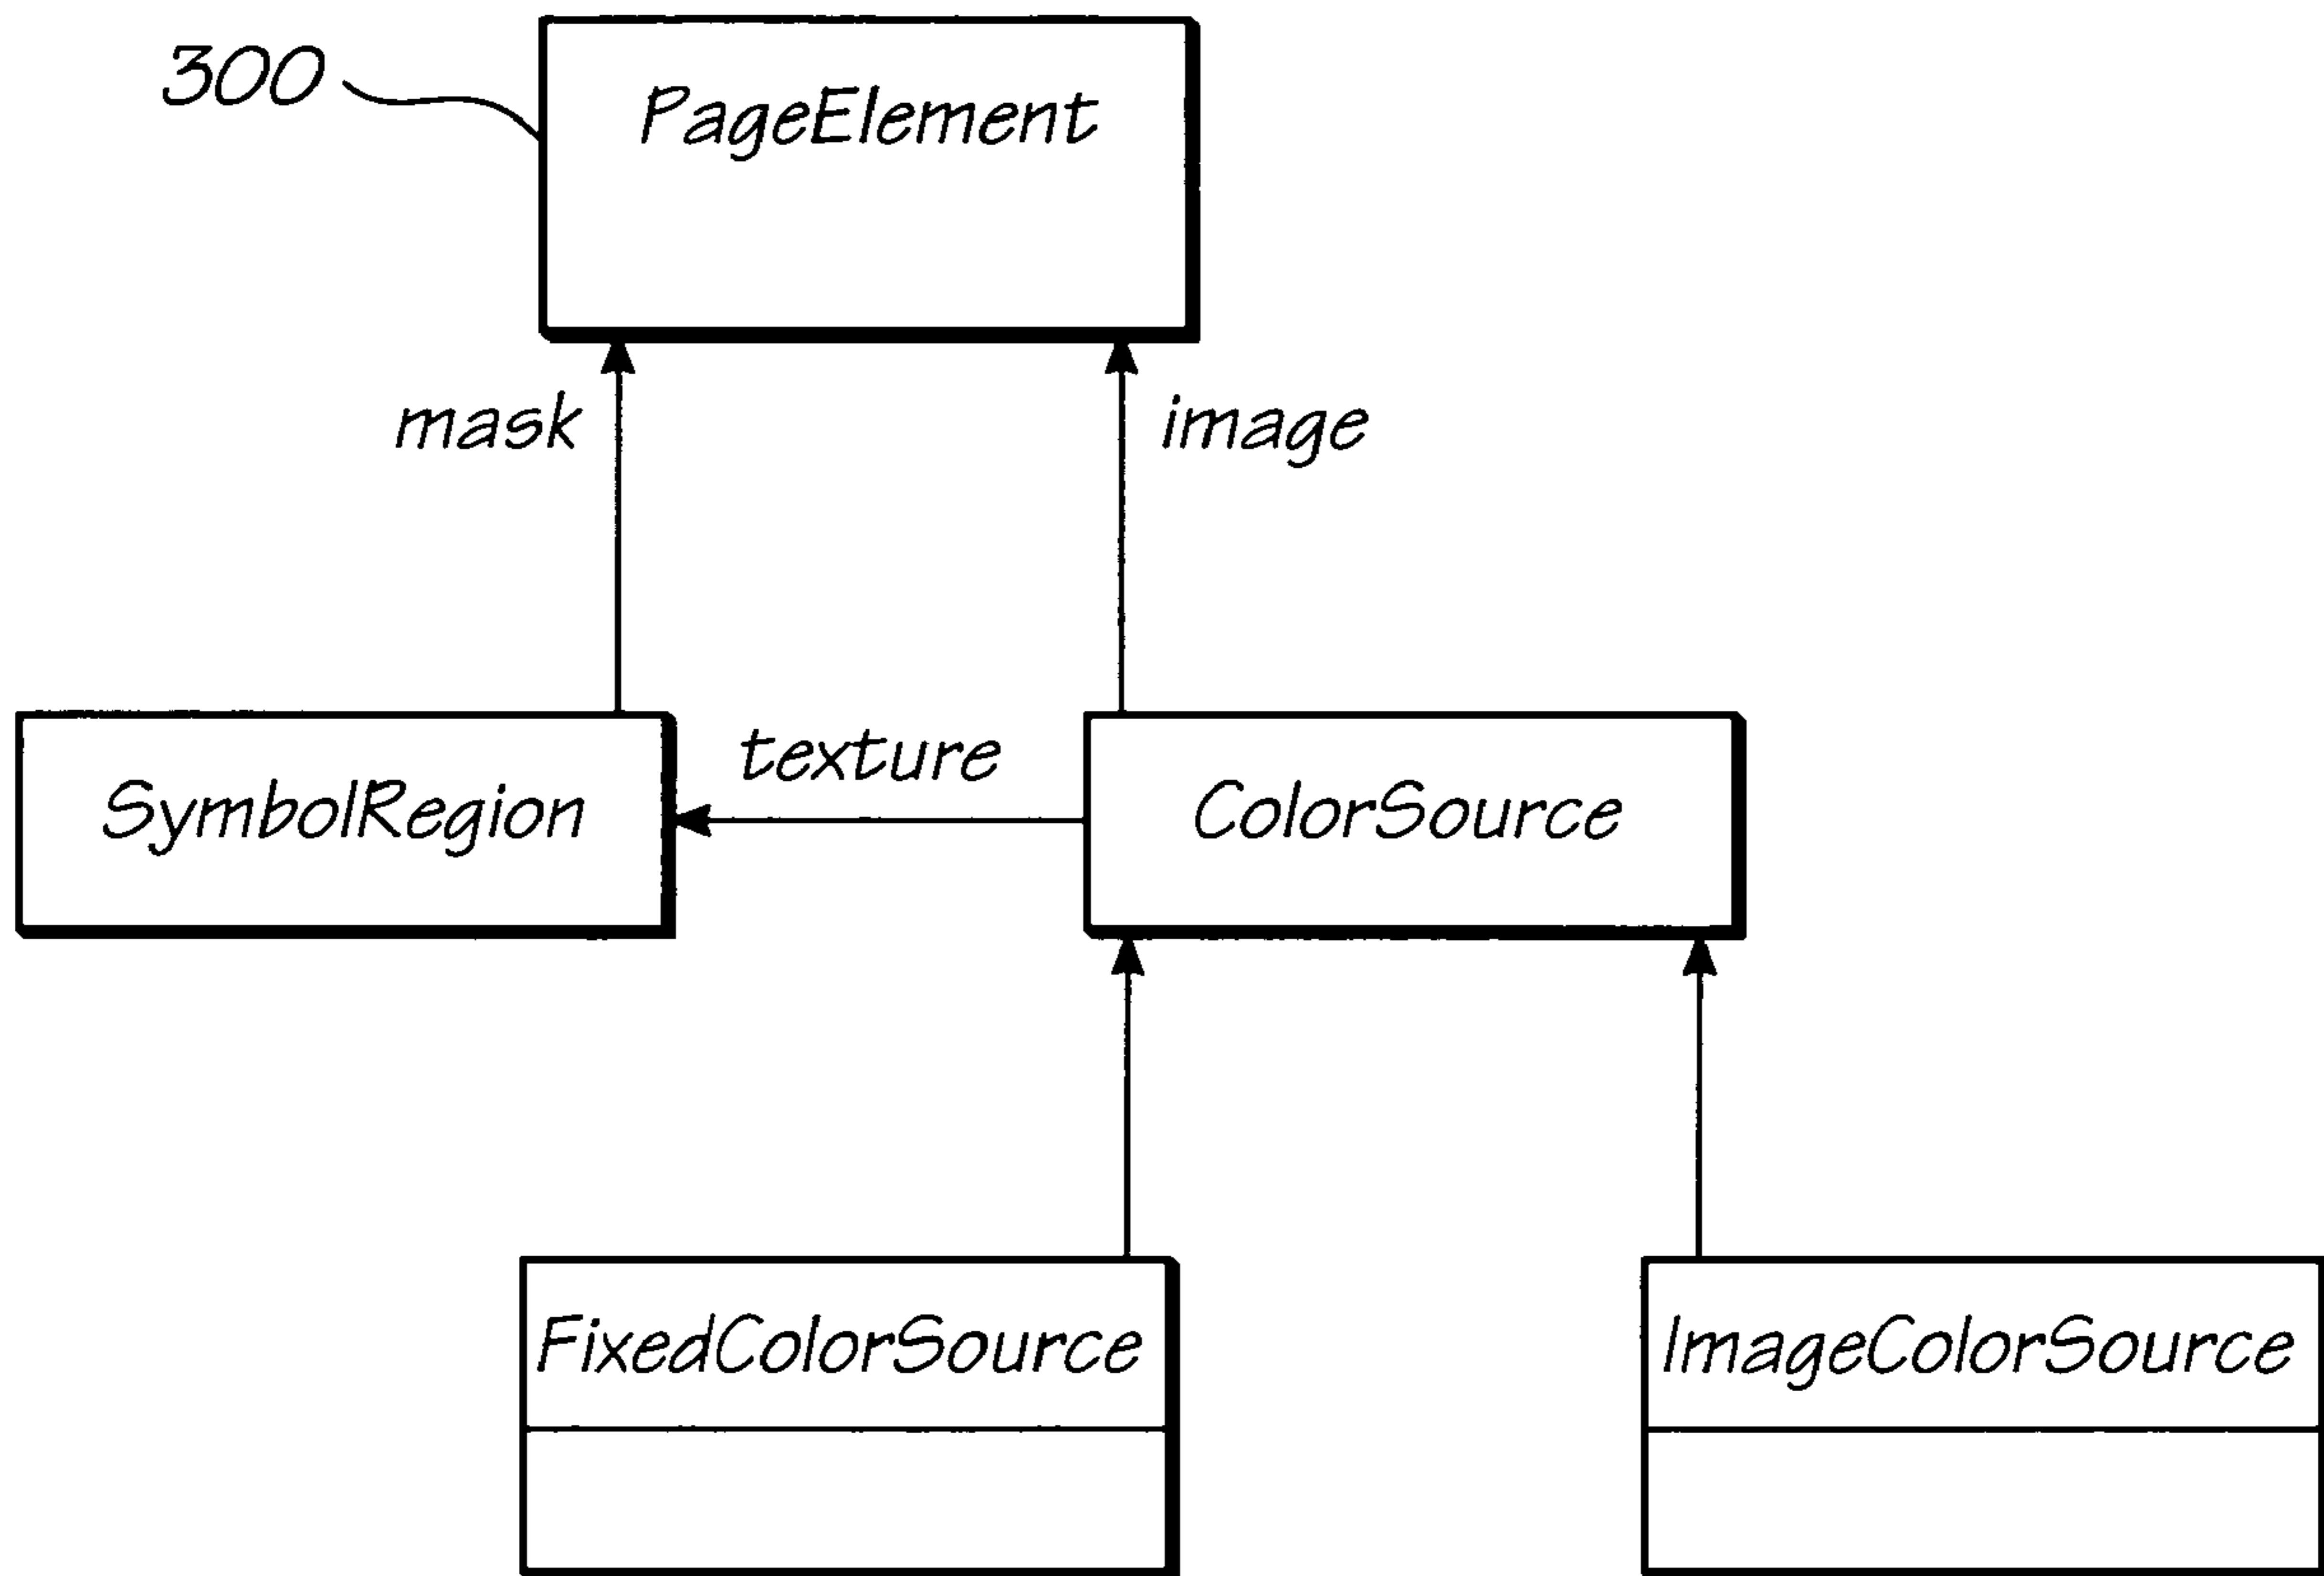 300
PageElement
mask
image
texture
SymbolRegion
ColorSource
FixedColorSource
ImageColorSource